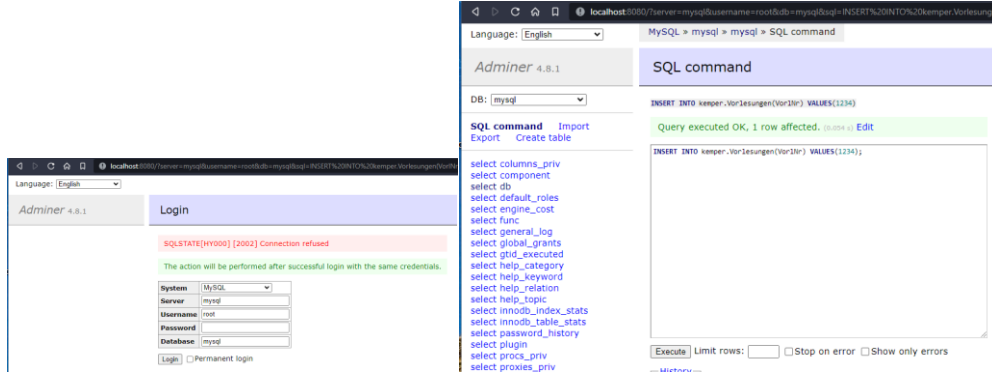 localhost:8080/?server=mysql&username=root&db=mysql&sql=INSERT%20INTO%20kemper.Vorlesungen(VorlNr
Language: English
Adminer 4.8.1
Login
SQLSTATE[HY000] [2002] Connection refused
The action will be performed after successful login with the same credentials.
System MySQL
Server mysql
Username root
Password
Database mysql
Login Permanent login
localhost:8080/?server=mysql&username=root&db=mysql&sql=INSERT%20INTO%20kemper.Vorlesung
Language: English
MySQL » mysql » mysql » SQL command
Adminer 4.8.1
SQL command
DB: mysql
SQL command Import
Export Create table
select columns_priv
select component
select db
select default_roles
select engine_cost
select func
select general_log
select global_grants
select gtid_executed
select help_category
select help_keyword
select help_relation
select help_topic
select innodb_index_stats
select innodb_table_stats
select password_history
select plugin
select procs_priv
select proxies_priv
INSERT INTO kemper.Vorlesungen(VorlNr) VALUES(1234)
Query executed OK, 1 row affected. (0.054 s) Edit
INSERT INTO kemper.Vorlesungen(VorlNr) VALUES(1234);
Execute Limit rows: Stop on error Show only errors
History